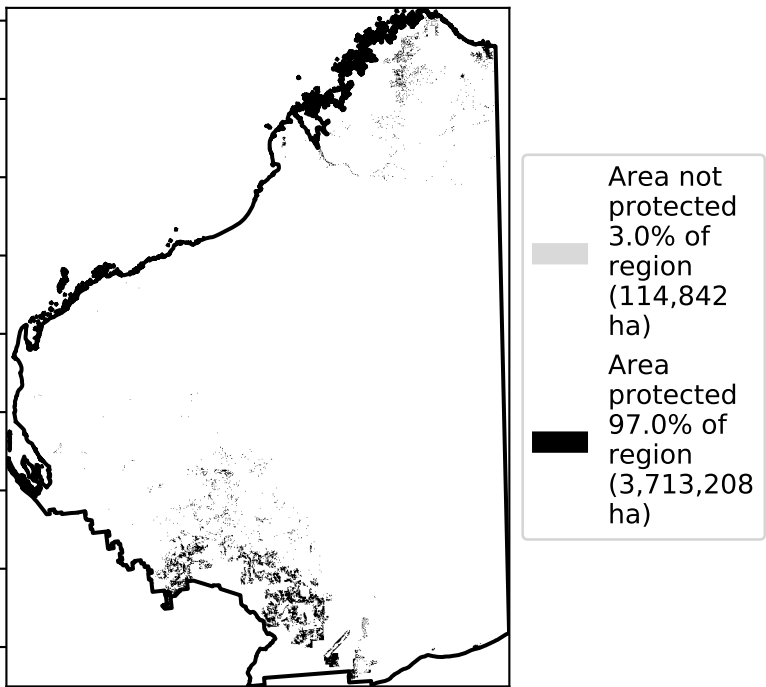 Area not
protected
3.0% of
region
(114,842
ha)
Area
protected
97.0% of
region
(3,713,208
ha)